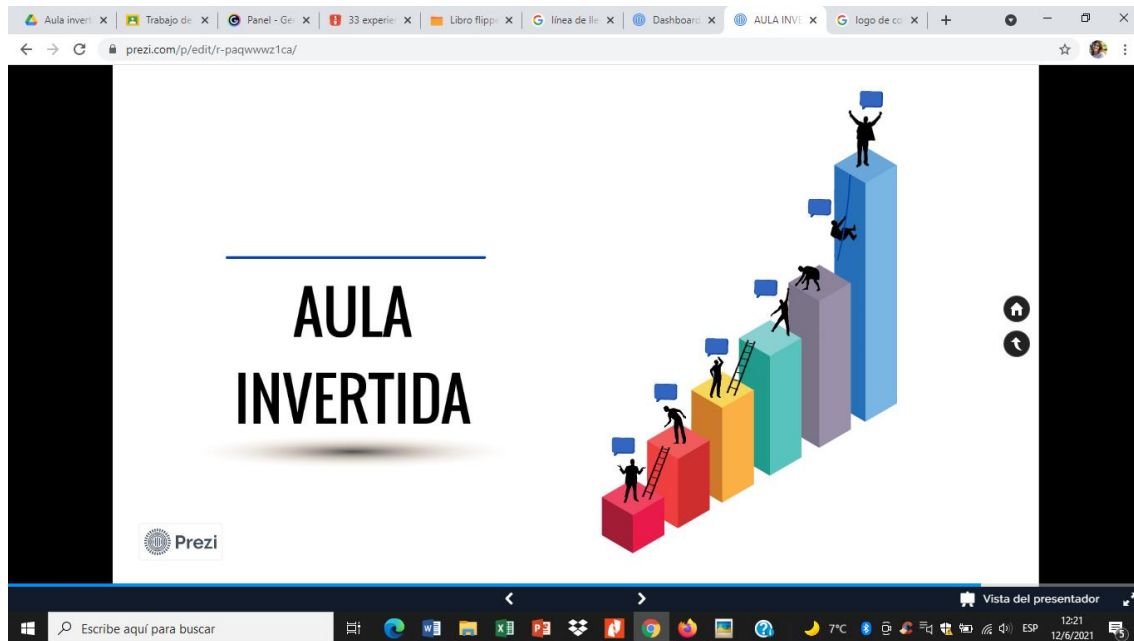 Aula invert
Trabajo de
Panel - Ge
33 experie
Libro flipp
línea de lle
Dashboard
AULA INVE
logo de co
prezi.com/p/edit/r-paqwwwz1ca/
AULA
INVERTIDA
Prezi
Vista del presentador
Escribe aquí para buscar
7°C
ESP
12:21
12/6/2021